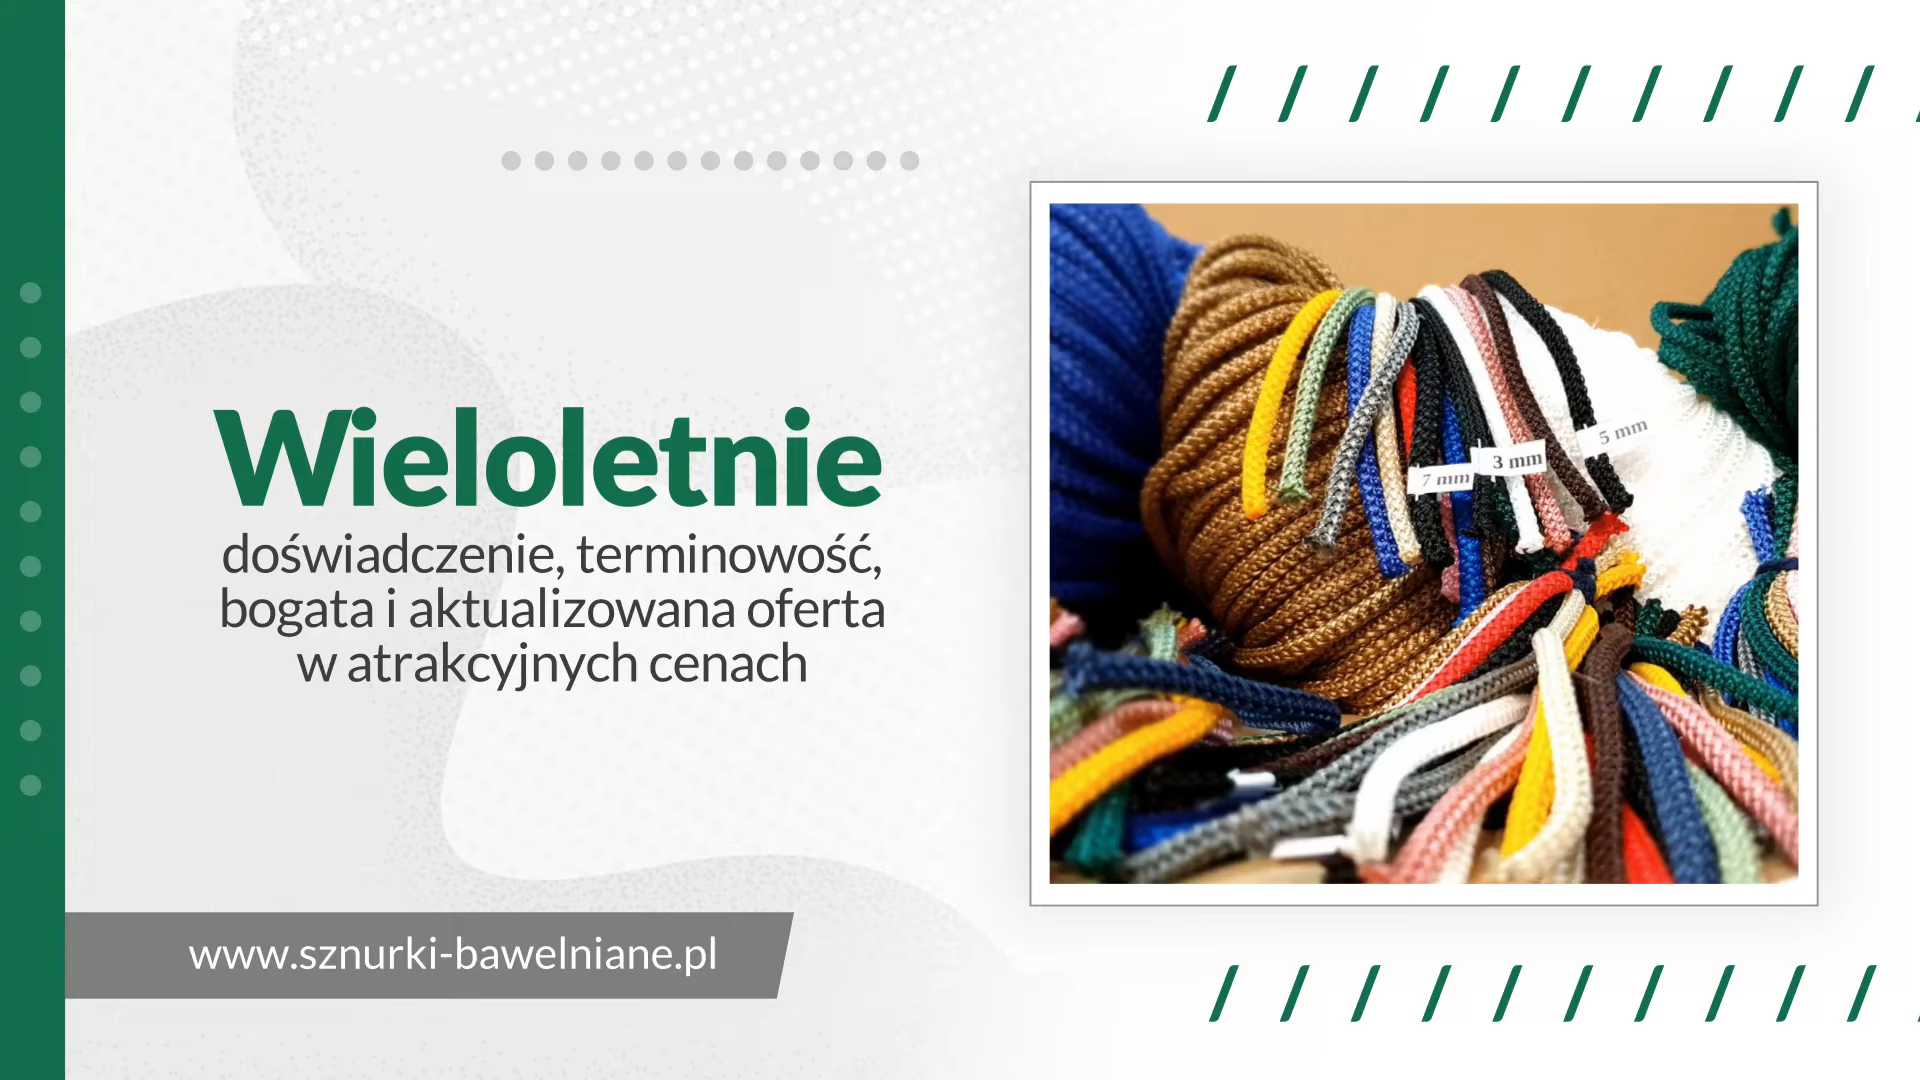 Wieloletnie
doświadczenie, terminowość,
bogata i aktualizowana oferta
w atrakcyjnych cenach
www.sznurki-bawelniane.pl
7 mm
3 mm
5 mm